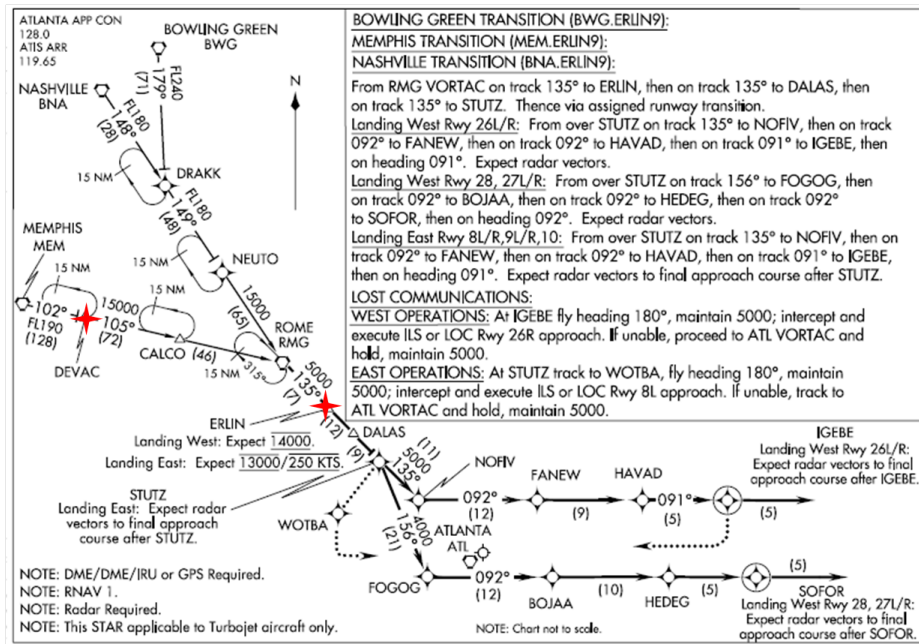 ATLANTA APP CON
128.0
ATIS ARR
119.65
BOWLING GREEN
BWG
NASHVILLE
BNA
FL240
179°
(71)
FL180
148°
(28)
N
15 NM
DRAKK
FL180
149°
(48)
MEMPHIS
MEM
15 NM
NEUTO
15 NM
102°
FL190
(128)
15000
105°
(72)
15000
(65)
ROME
RMG
DEVAC
CALCO
(46)
15 NM
315°
5000
135°
(7)
ERLIN
(12)
DALAS
Landing West: Expect 14000.
Landing East: Expect 13000/250 KTS.
(9)
(11)
5000
135°
NOFIV
STUTZ
Landing East: Expect radar
vectors to final approach
course after STUTZ.
WOTBA
4000
156°
(21)
ATLANTA
ATL
FOGOG
092°
(12)
FANEW
(9)
HAVAD
091°
(5)
(5)
IGEBE
Landing West Rwy 26L/R:
Expect radar vectors to final
approach course after IGEBE.
092°
(12)
BOJAA
(10)
HEDEG
(5)
(5)
SOFOR
Landing West Rwy 28, 27L/R:
Expect radar vectors to final
approach course after SOFOR.
NOTE: DME/DME/IRU or GPS Required.
NOTE: RNAV 1.
NOTE: Radar Required.
NOTE: This STAR applicable to Turbojet aircraft only.
NOTE: Chart not to scale.
BOWLING GREEN TRANSITION (BWG.ERLIN9):
MEMPHIS TRANSITION (MEM.ERLIN9):
NASHVILLE TRANSITION (BNA.ERLIN9):
From RMG VORTAC on track 135° to ERLIN, then on track 135° to DALAS, then
on track 135° to STUTZ. Thence via assigned runway transition.
Landing West Rwy 26L/R: From over STUTZ on track 135° to NOFIV, then on track
092° to FANEW, then on track 092° to HAVAD, then on track 091° to IGEBE, then
on heading 091°. Expect radar vectors.
Landing West Rwy 28, 27L/R: From over STUTZ on track 156° to FOGOG, then
on track 092° to BOJAA, then on track 092° to HEDEG, then on track 092°
to SOFOR, then on heading 092°. Expect radar vectors.
Landing East Rwy 8L/R,9L/R,10: From over STUTZ on track 135° to NOFIV, then on
track 092° to FANEW, then on track 092° to HAVAD, then on track 091° to IGEBE,
then on heading 091°. Expect radar vectors to final approach course after STUTZ.
LOST COMMUNICATIONS:
WEST OPERATIONS: At IGEBE fly heading 180°, maintain 5000; intercept and
execute ILS or LOC Rwy 26R approach. If unable, proceed to ATL VORTAC and
hold, maintain 5000.
EAST OPERATIONS: At STUTZ track to WOTBA, fly heading 180°, maintain
5000; intercept and execute ILS or LOC Rwy 8L approach. If unable, track to
ATL VORTAC and hold, maintain 5000.